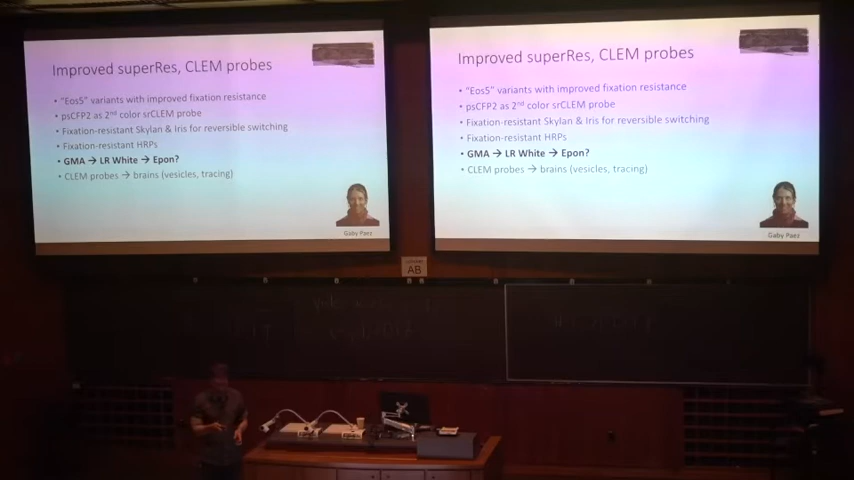 Improved superRes, CLEM probes
• "Eos5" variants with improved fixation resistance
• psCFP2 as 2nd color srCLEM probe
• Fixation-resistant Skylan & Iris for reversible switching
• Fixation-resistant HRPs
• GMA → LR White → Epon?
• CLEM probes → brains (vesicles, tracing)
Gaby Paez
Improved superRes, CLEM probes
• "Eos5" variants with improved fixation resistance
• psCFP2 as 2nd color srCLEM probe
• Fixation-resistant Skylan & Iris for reversible switching
• Fixation-resistant HRPs
• GMA → LR White → Epon?
• CLEM probes → brains (vesicles, tracing)
Gaby Paez
AB